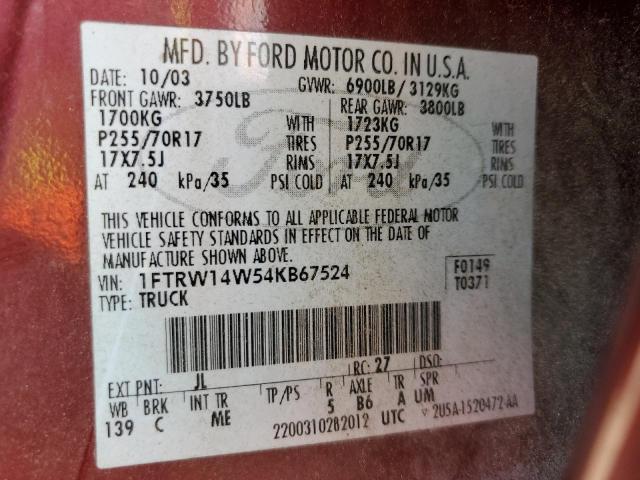 MFD. BY FORD MOTOR CO. IN U.S.A.
DATE: 10/03 GVWR: 6900LB / 3129KG
FRONT GAWR: 3750LB REAR GAWR: 3800LB
1700KG WITH 1723KG WITH
P255/70R17 TIRES P255/70R17 TIRES
17X7.5J RIMS 17X7.5J RIMS
AT 240 kPa/35 PSI COLD AT 240 kPa/35 PSI COLD
Ford
THIS VEHICLE CONFORMS TO ALL APPLICABLE FEDERAL MOTOR
VEHICLE SAFETY STANDARDS IN EFFECT ON THE DATE OF
MANUFACTURE SHOWN ABOVE.
VIN: 1FTRW14W54KB67524 F0149
TYPE: TRUCK T0371
RC: 27 DSO:
EXT PNT: JL
WB BRK INT TR TP/PS R AXLE TR SPR
139 C ME 5 B6 A UM
2200310282012 UTC 2U5A-1520472-AA